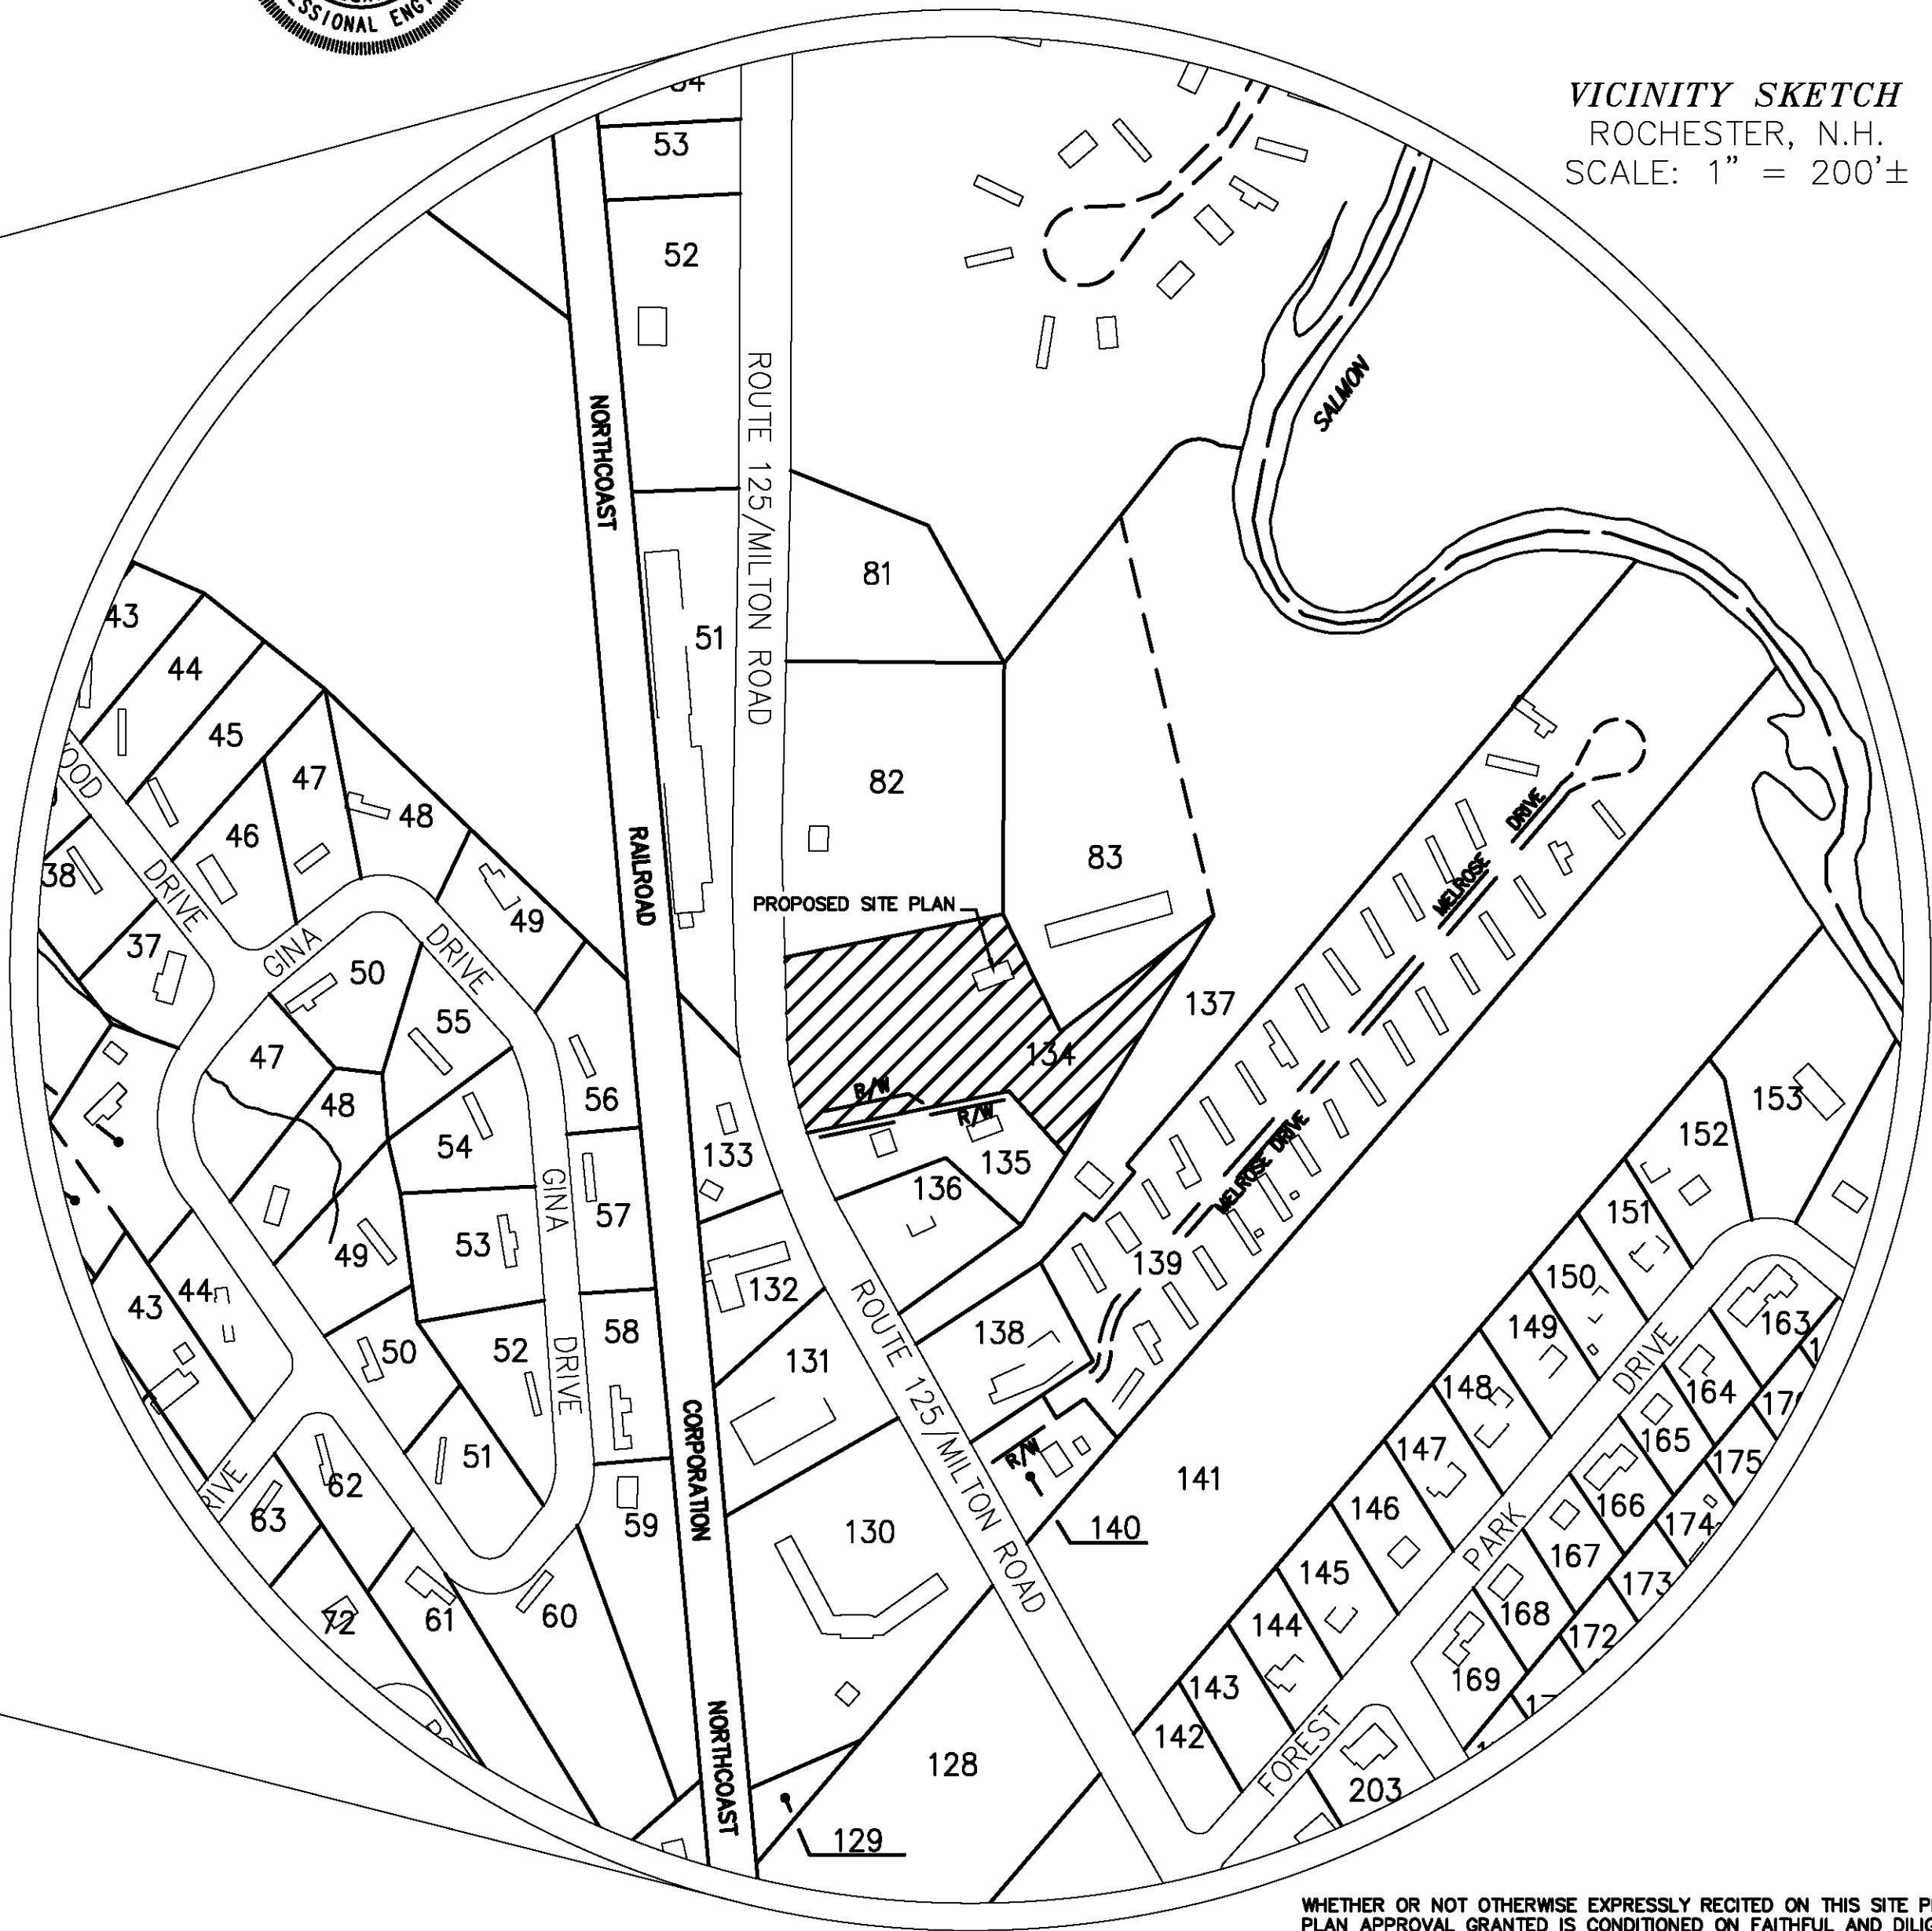 SSIONAL ENG
VICINITY SKETCH
ROCHESTER, N.H.
SCALE: 1" = 200'±
53
52
ROUTE 125/MILTON ROAD
NORTHCOAST
SALMON
81
51
43
44
45
46
47
48
49
82
83
RAILROAD
PROPOSED SITE PLAN
OOD
DRIVE
38
37
GINA
DRIVE
50
55
47
48
56
54
137
134
R/W
R/W
133
135
136
MELROSE
DRIVE
MELROSE DRIVE
139
GINA
DRIVE
57
53
49
132
43
44
50
52
58
131
138
ROUTE 125/MILTON ROAD
51
62
63
59
CORPORATION
130
R/W
140
141
72
61
60
NORTHCOAST
128
129
153
152
151
150
149
148
147
146
145
144
143
142
FOREST
PARK
DRIVE
163
164
165
166
167
168
169
175
174
173
172
203
RIVE
WHETHER OR NOT OTHERWISE EXPRESSLY RECITED ON THIS SITE P
PLAN APPROVAL GRANTED IS CONDITIONED ON FAITHFUL AND DILIG